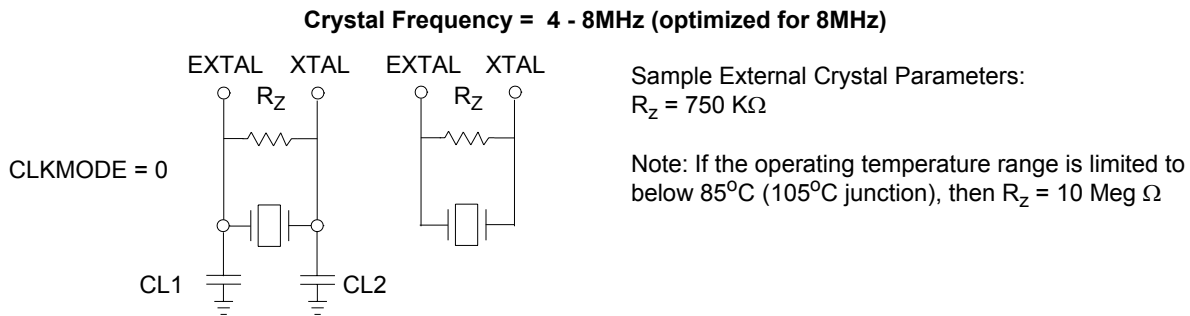 Crystal Frequency = 4 - 8MHz (optimized for 8MHz)
EXTAL XTAL EXTAL XTAL
RZ RZ
Sample External Crystal Parameters:
Rz = 750 KΩ
CLKMODE = 0
Note: If the operating temperature range is limited to
below 85°C (105°C junction), then Rz = 10 Meg Ω
CL1 CL2